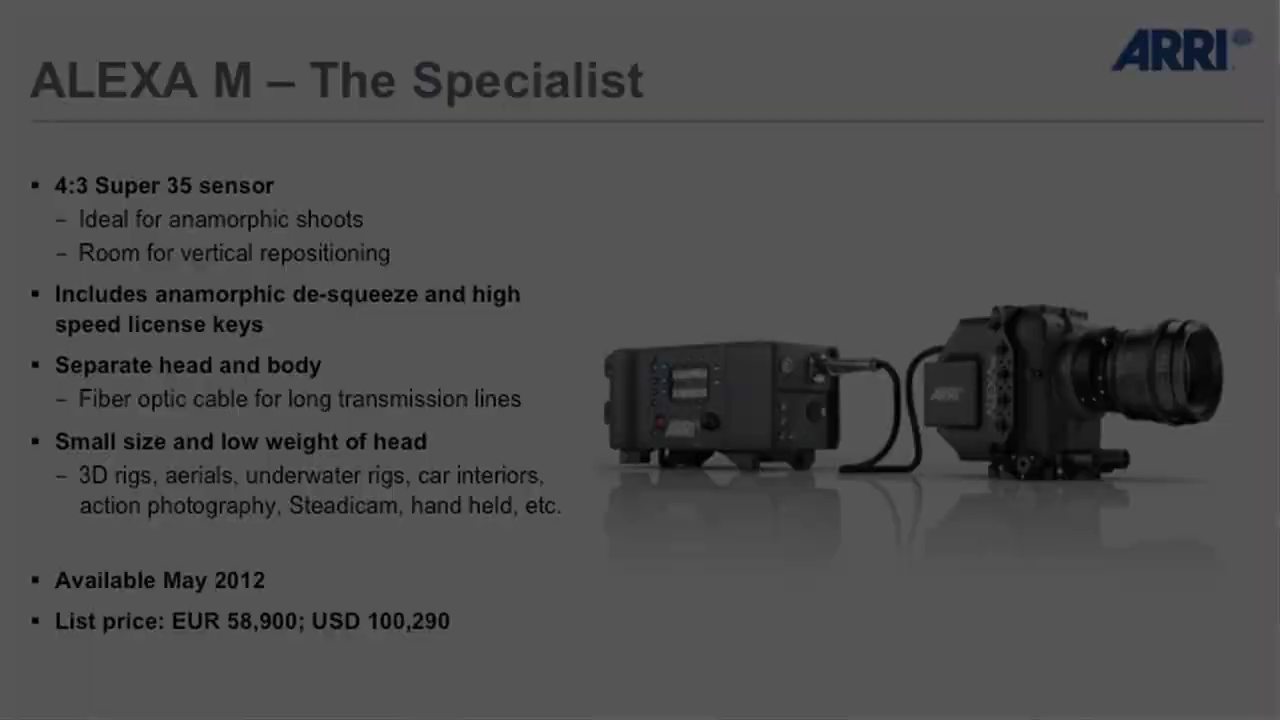 ARRI
ALEXA M – The Specialist
▪ 4:3 Super 35 sensor
– Ideal for anamorphic shoots
– Room for vertical repositioning
▪ Includes anamorphic de-squeeze and high
speed license keys
▪ Separate head and body
– Fiber optic cable for long transmission lines
▪ Small size and low weight of head
– 3D rigs, aerials, underwater rigs, car interiors,
action photography, Steadicam, hand held, etc.
▪ Available May 2012
▪ List price: EUR 58,900; USD 100,290
ARRI
ARRI